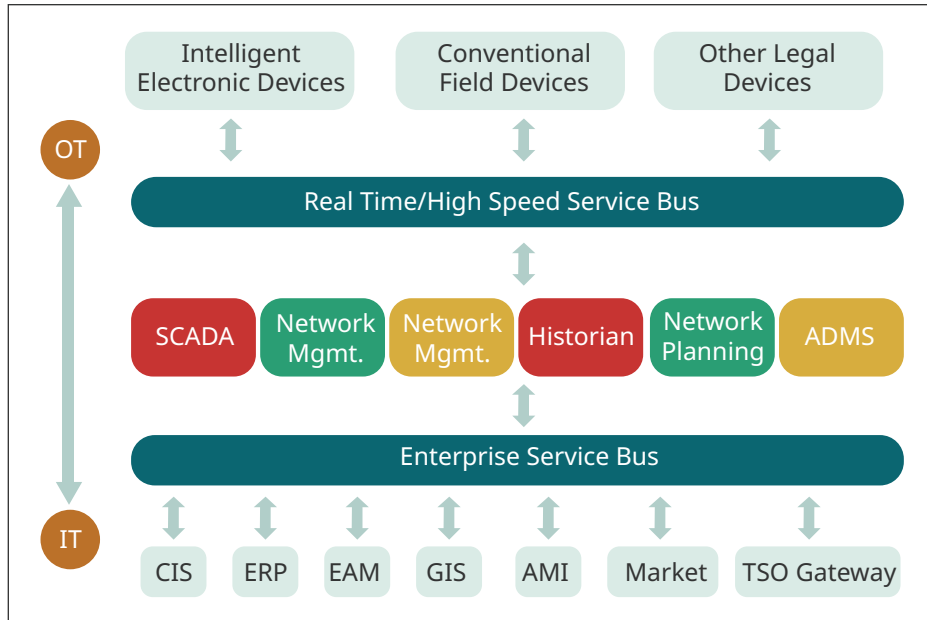 Intelligent
Electronic Devices
Conventional
Field Devices
Other Legal
Devices
OT
Real Time/High Speed Service Bus
SCADA
Network
Mgmt.
Network
Mgmt.
Historian
Network
Planning
ADMS
Enterprise Service Bus
IT
CIS
ERP
EAM
GIS
AMI
Market
TSO Gateway